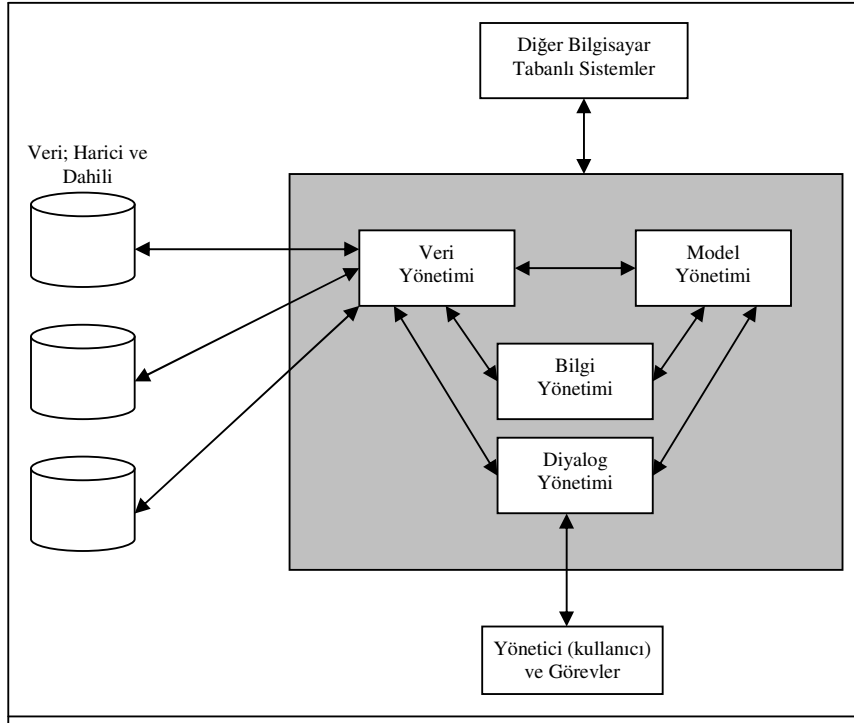 Diğer Bilgisayar
Tabanlı Sistemler
Veri; Harici ve
Dahili
Veri
Yönetimi
Model
Yönetimi
Bilgi
Yönetimi
Diyalog
Yönetimi
Yönetici (kullanıcı)
ve Görevler